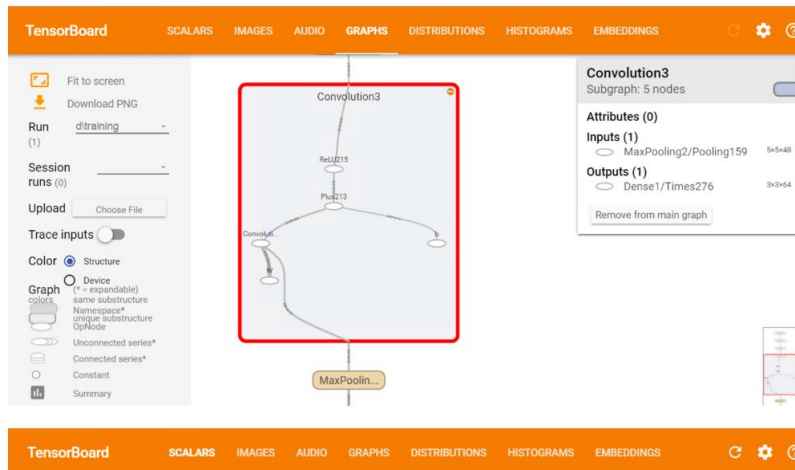 TensorBoard SCALARS IMAGES AUDIO GRAPHS DISTRIBUTIONS HISTOGRAMS EMBEDDINGS
Fit to screen
Download PNG
Run d\training
(1)
Session
runs (0)
Upload Choose File
Trace inputs
Color Structure
Device
Graph (* = expandable)
colors same substructure
Namespace*
unique substructure
OpNode
Unconnected series*
Connected series*
Constant
Summary
Convolution3
ReLU215
Plus213
Convoluti...
b
W
MaxPoolin...
Convolution3
Subgraph: 5 nodes
Attributes (0)
Inputs (1)
MaxPooling2/Pooling159 5×5×48
Outputs (1)
Dense1/Times276 3×3×64
Remove from main graph
TensorBoard SCALARS IMAGES AUDIO GRAPHS DISTRIBUTIONS HISTOGRAMS EMBEDDINGS